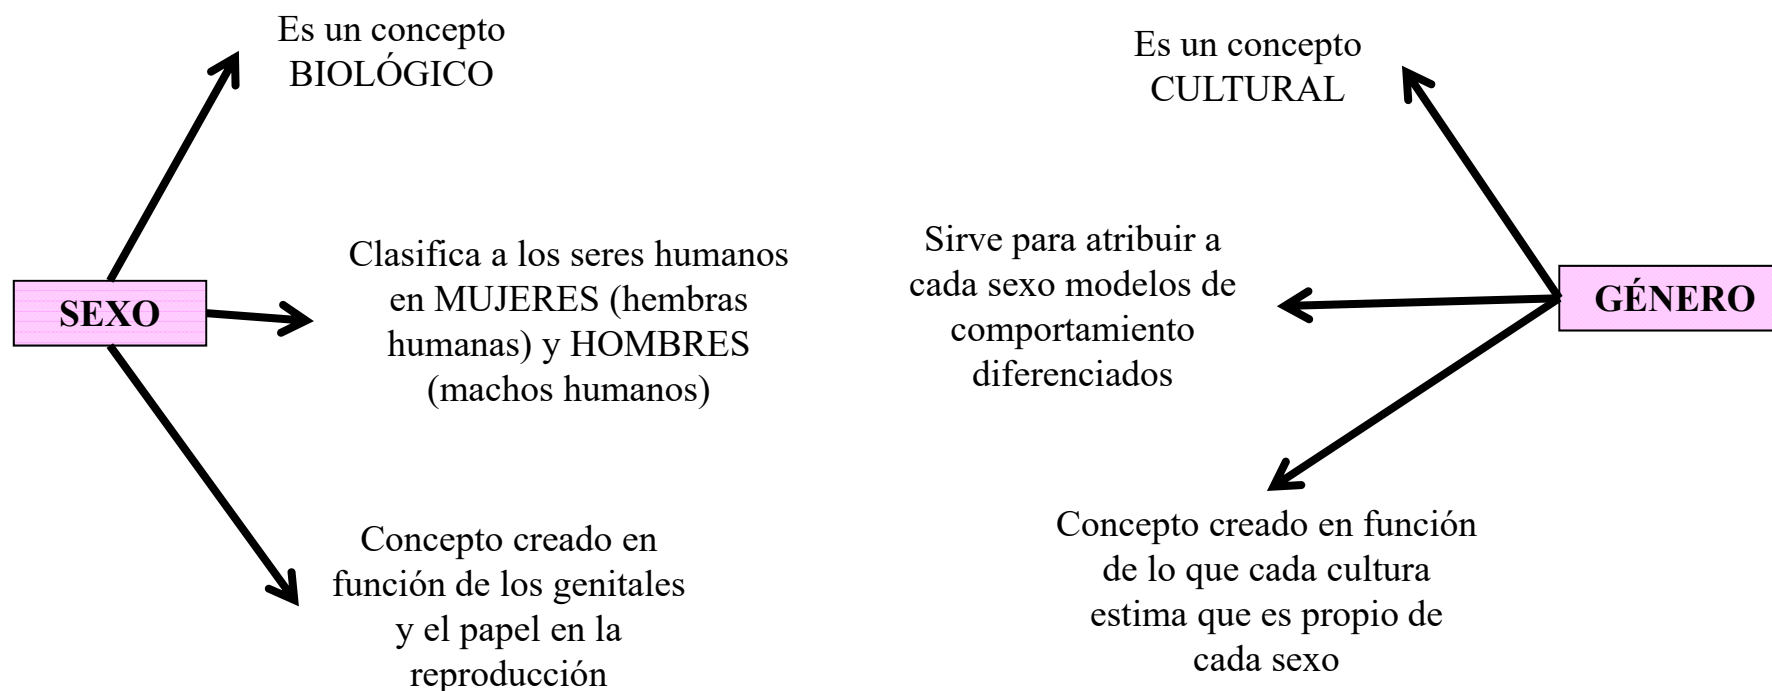 Es un concepto
BIOLÓGICO
SEXO
Clasifica a los seres humanos
en MUJERES (hembras
humanas) y HOMBRES
(machos humanos)
Concepto creado en
función de los genitales
y el papel en la
reproducción
Es un concepto
CULTURAL
Sirve para atribuir a
cada sexo modelos de
comportamiento
diferenciados
GÉNERO
Concepto creado en función
de lo que cada cultura
estima que es propio de
cada sexo